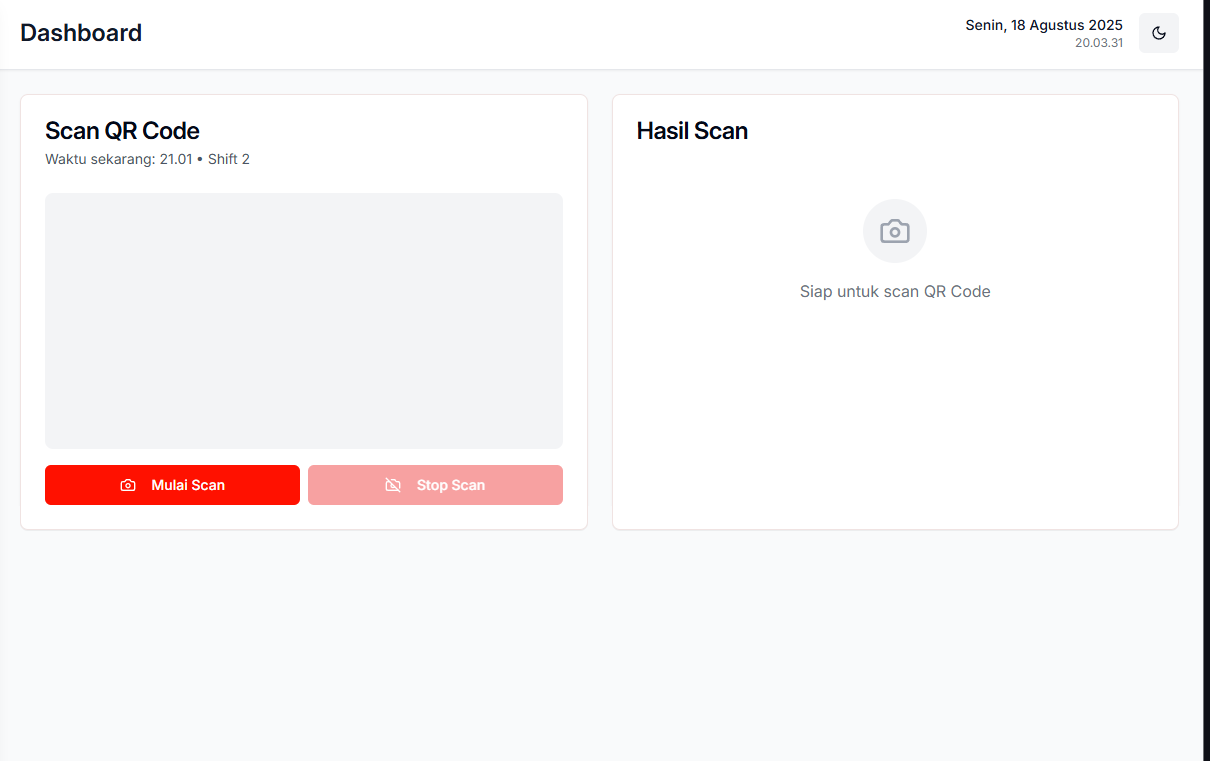 Dashboard
Senin, 18 Agustus 2025
20.03.31
Scan QR Code
Waktu sekarang: 21.01 • Shift 2
Mulai Scan
Stop Scan
Hasil Scan
Siap untuk scan QR Code